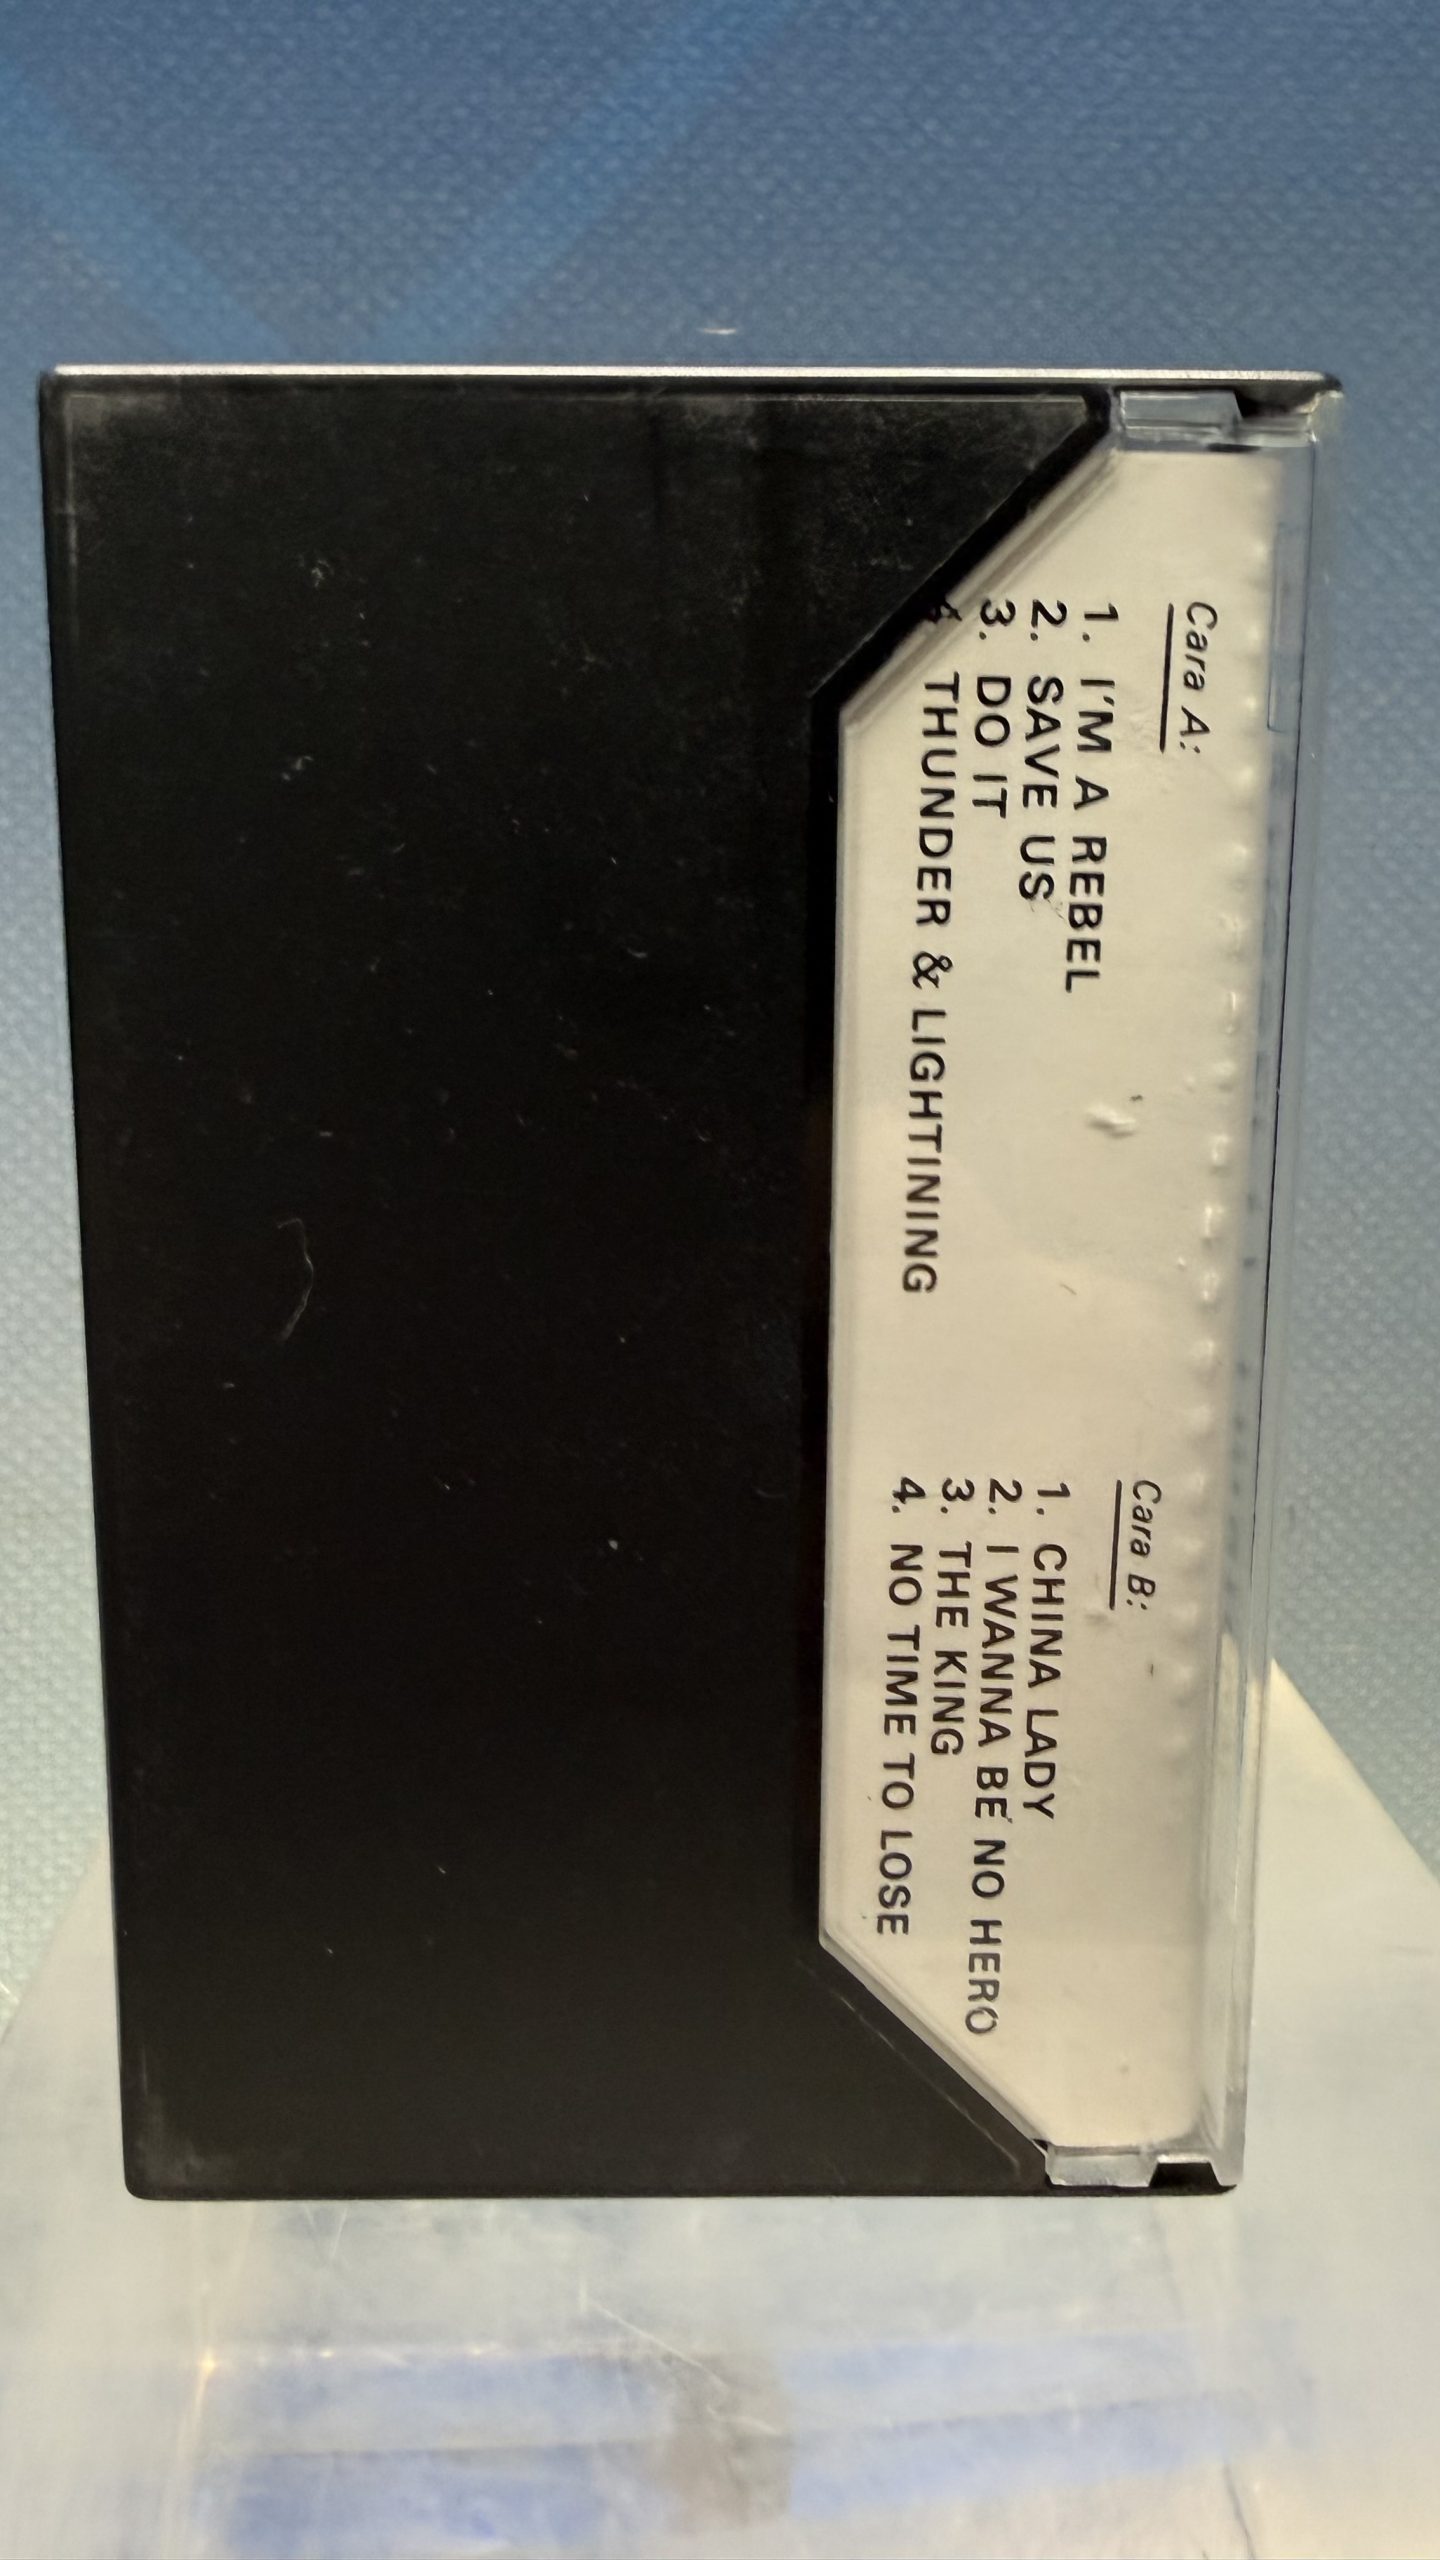 Cara A:
1. I'M A REBEL
2. SAVE US
3. DO IT
4 THUNDER & LIGHTINING
Cara B:
1. CHINA LADY
2. I WANNA BE NO HERO
3. THE KING
4. NO TIME TO LOSE